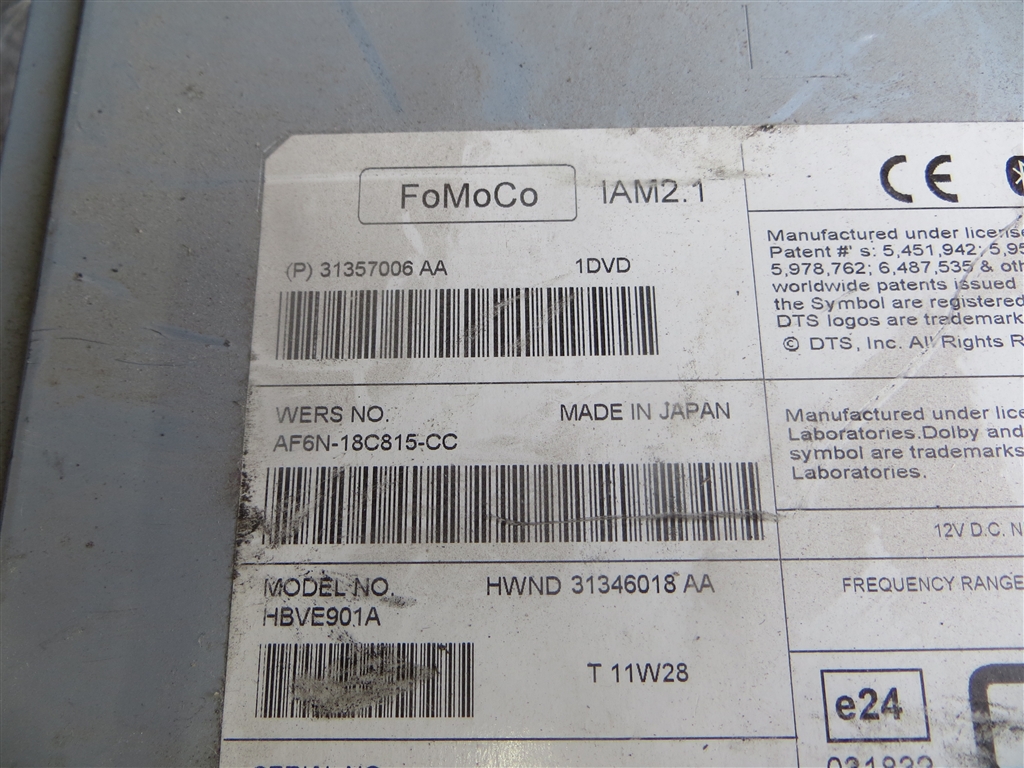 FoMoCo
IAM2.1
(P) 31357006 AA
1DVD
WERS NO.
MADE IN JAPAN
AF6N-18C815-CC
MODEL NO.
HWND 31346018 AA
HBVE901A
T 11W28
CE
Manufactured under license
Patent #' s: 5,451,942; 5,95
5,978,762; 6,487,535 & oth
worldwide patents issued
the Symbol are registered
DTS logos are trademark
© DTS, Inc. All Rights R
Manufactured under lice
Laboratories.Dolby and
symbol are trademarks
Laboratories.
12V D.C. N
FREQUENCY RANGE
e24